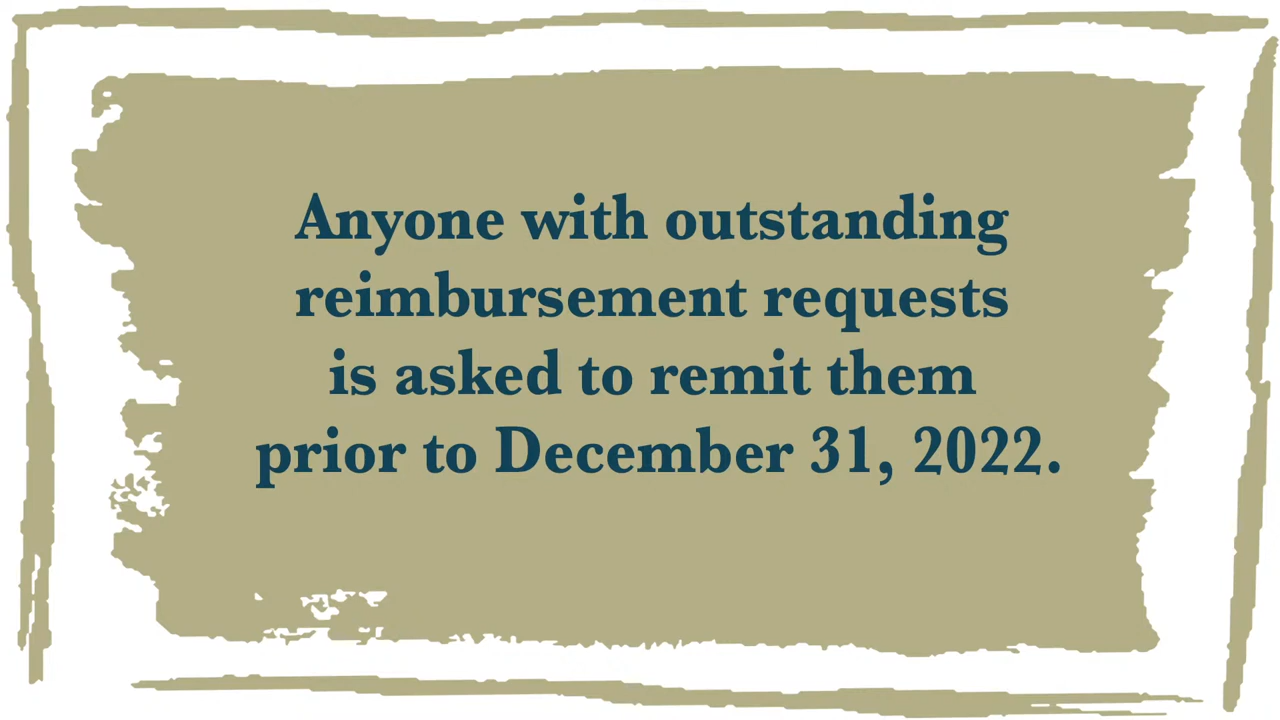 Anyone with outstanding
reimbursement requests
is asked to remit them
prior to December 31, 2022.